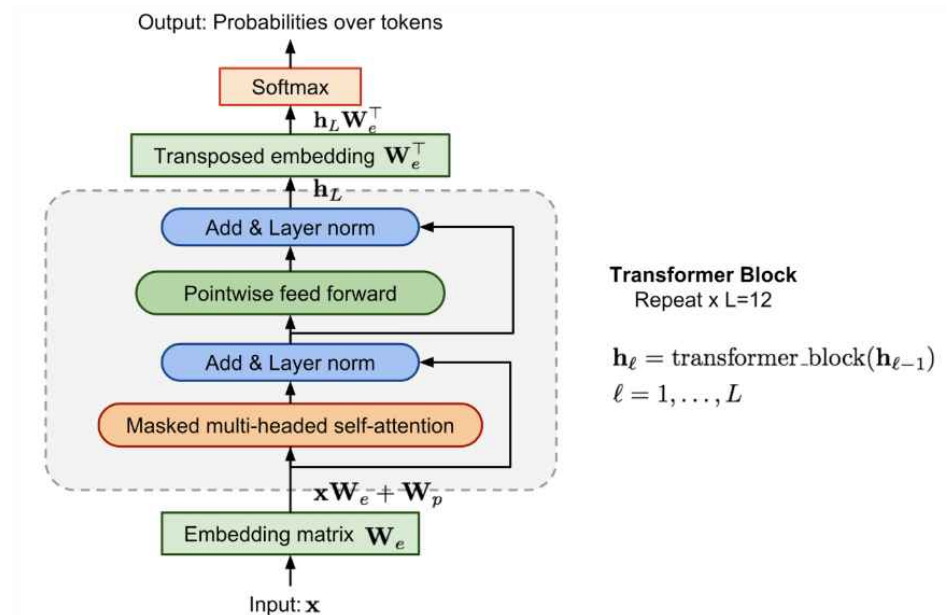 Output: Probabilities over tokens
Softmax
h_L W_e^⊤
Transposed embedding W_e^⊤
h_L
Add & Layer norm
Pointwise feed forward
Add & Layer norm
Masked multi-headed self-attention
xW_e + W_p
Embedding matrix W_e
Input: x
Transformer Block
Repeat x L=12
h_ℓ = transformer_block(h_{ℓ−1})
ℓ = 1, . . . , L